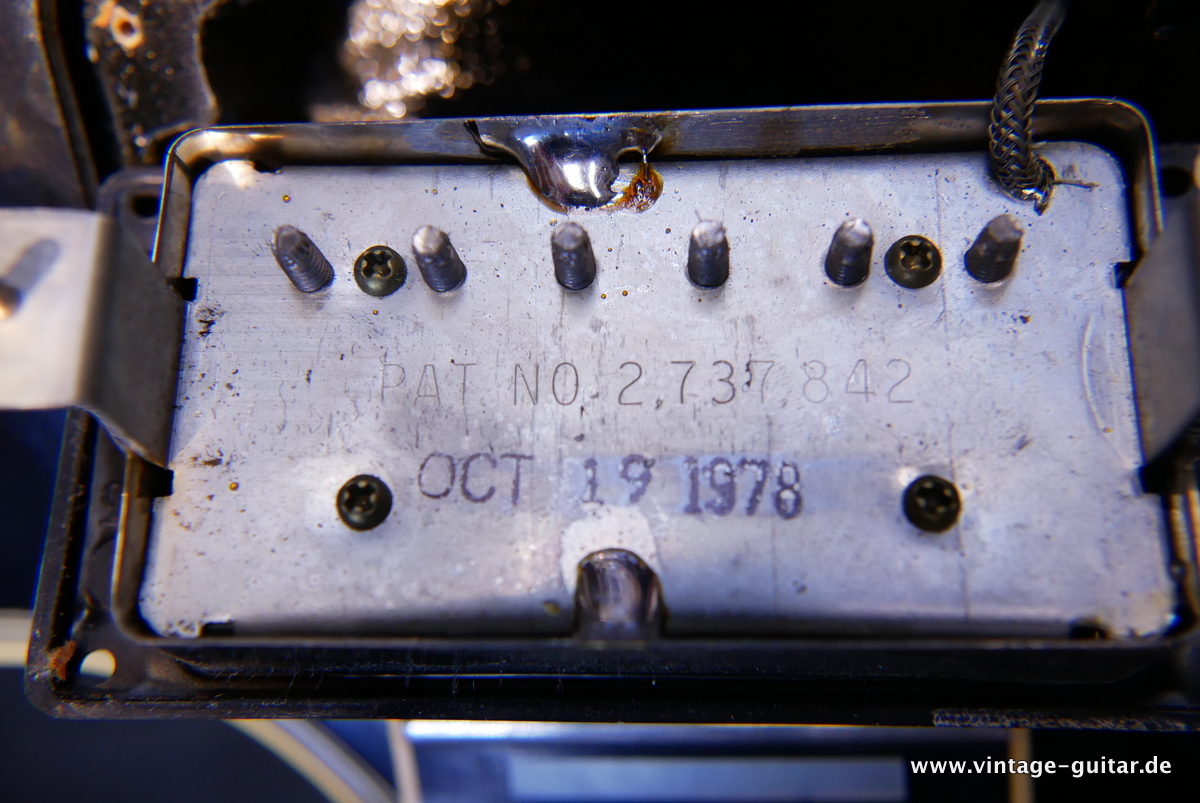 PAT NO 2,737,842
OCT 19 1978
www.vintage-guitar.de